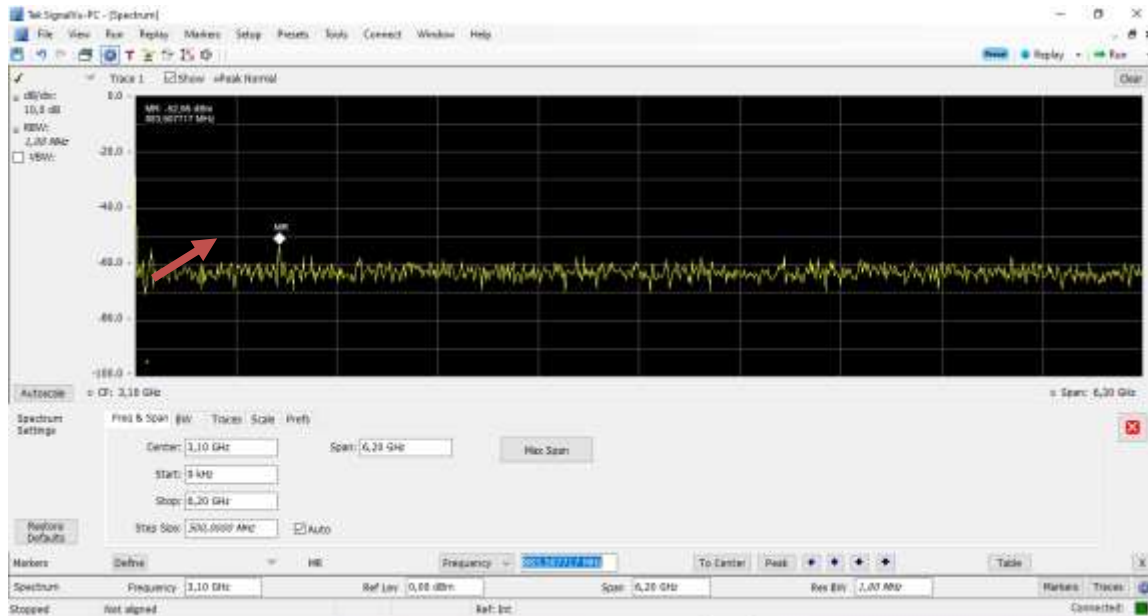 Tek SignalVu-PC - [Spectrum]
File View Run Replay Markers Setup Presets Tools Connect Window Help
Preset Replay Run
Trace 1 Show +Peak Normal Clear
dB/div:
10,0 dB
RBW:
1,00 MHz
VBW:
0.0
MR:
MHz
-20.0
-40.0
MR
-60.0
-80.0
-100.0
Autoscale CF: 3,10 GHz Span: 6,20 GHz
Spectrum
Settings
Freq & Span BW Traces Scale Prefs
Center: 3,10 GHz Span: 6,20 GHz Max Span
Start: kHz
Stop: 6,20 GHz
Step Size: 500,0000 MHz Auto
Restore
Defaults
Markers Define MR Frequency To Center Peak Table
Spectrum Frequency 3,10 GHz Ref Lev 0,00 dBm Span 6,20 GHz Res BW 1,00 MHz Markers Traces
Stopped Not aligned Ref: Int Connected